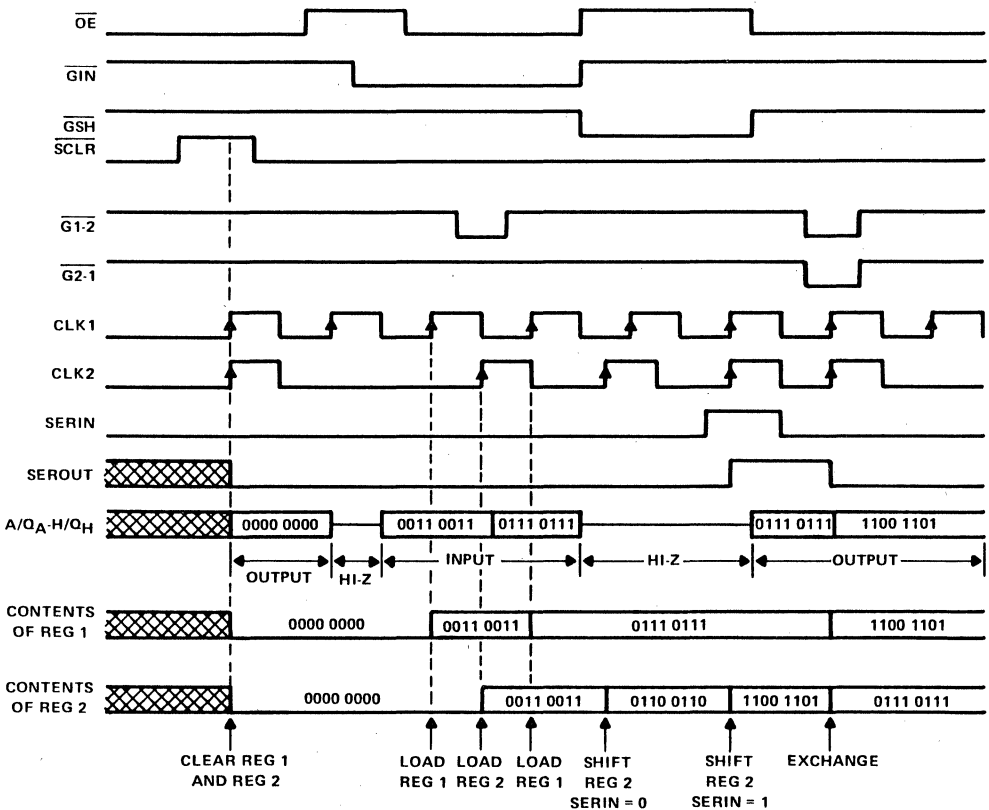 OE
GIN
GSH
SCLR
G1-2
G2-1
CLK1
CLK2
SERIN
SEROUT
A/QA-H/QH
0000 0000
0011 0011
0111 0111
0111 0111
1100 1101
OUTPUT
HI-Z
INPUT
HI-Z
OUTPUT
CONTENTS
OF REG 1
0000 0000
0011 0011
0111 0111
1100 1101
CONTENTS
OF REG 2
0000 0000
0011 0011
0110 0110
1100 1101
0111 0111
CLEAR REG 1
AND REG 2
LOAD
REG 1
LOAD
REG 2
LOAD
REG 1
SHIFT
REG 2
SERIN = 0
SHIFT
REG 2
SERIN = 1
EXCHANGE